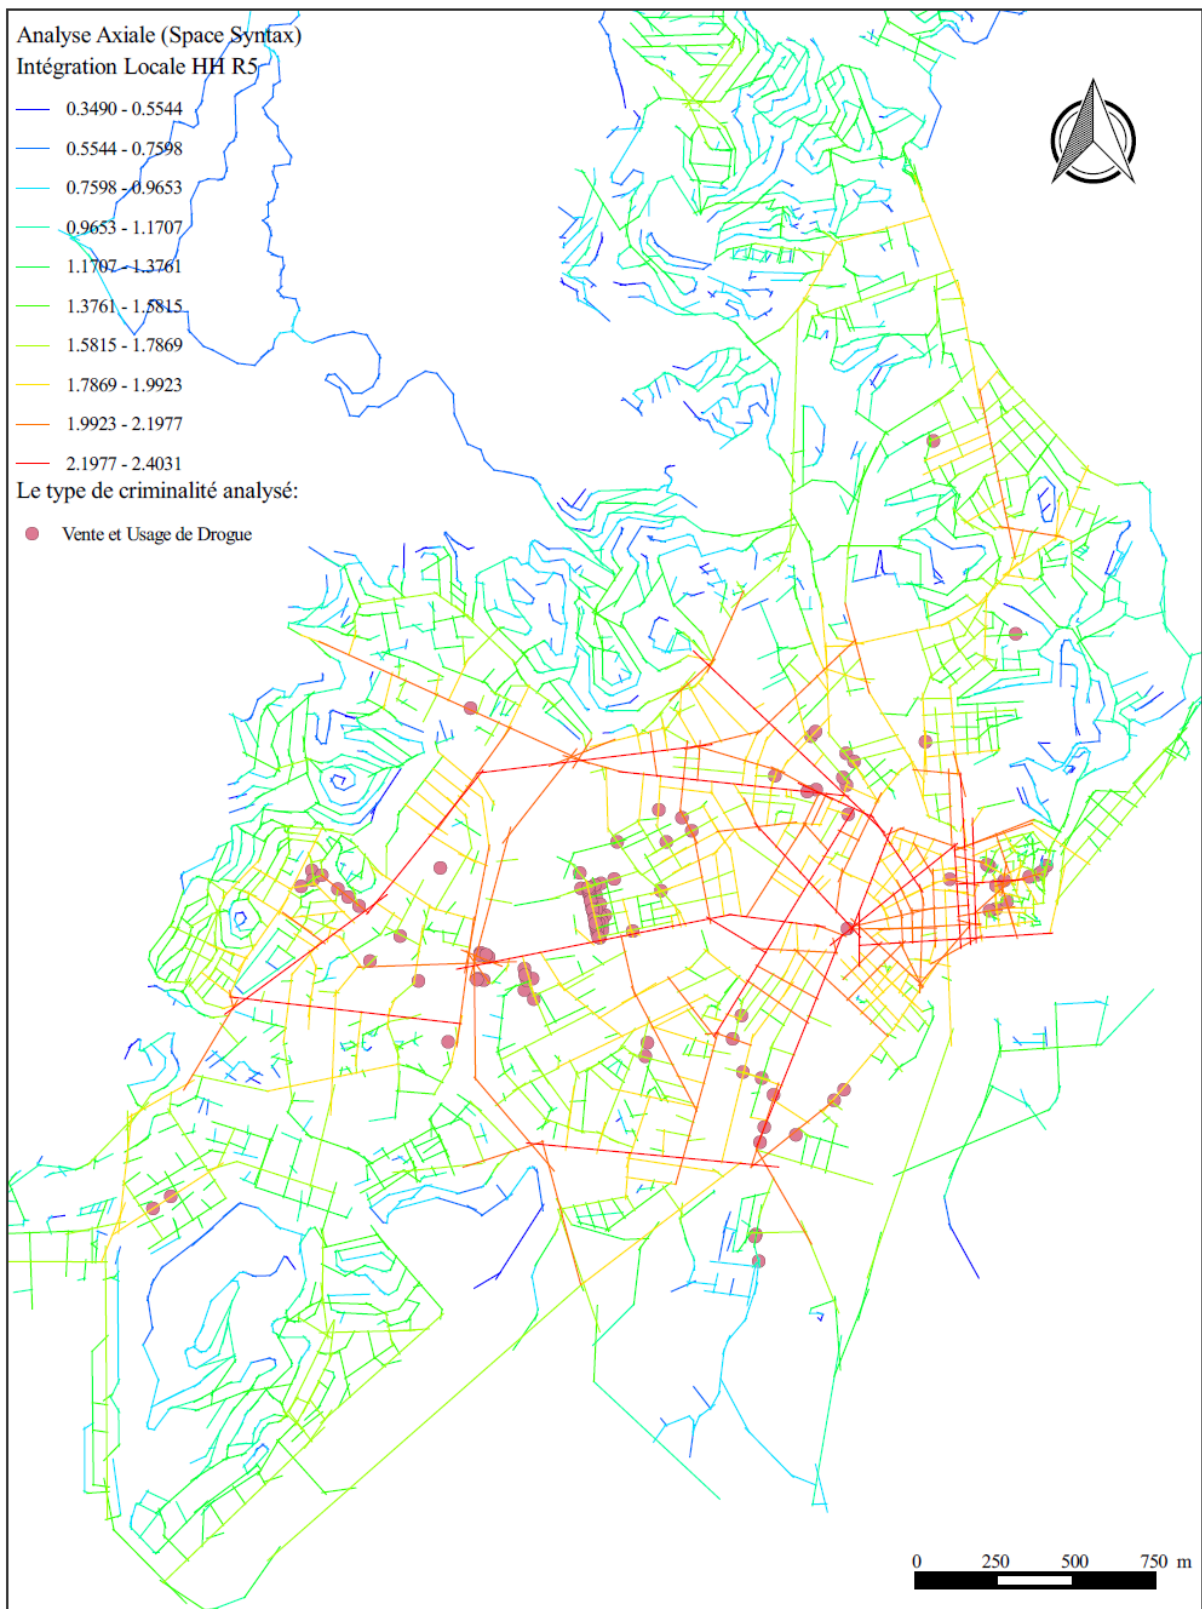 Analyse Axiale (Space Syntax)
Intégration Locale HH R5
0.3490 - 0.5544
0.5544 - 0.7598
0.7598 - 0.9653
0.9653 - 1.1707
1.1707 - 1.3761
1.3761 - 1.5815
1.5815 - 1.7869
1.7869 - 1.9923
1.9923 - 2.1977
2.1977 - 2.4031
Le type de criminalité analysé:
Vente et Usage de Drogue
0 250 500 750 m